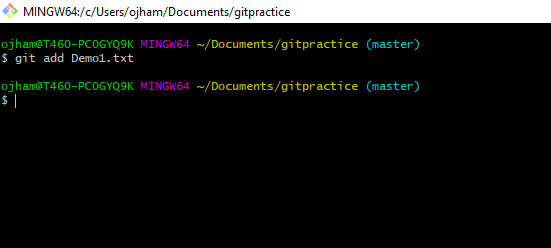 MINGW64:/c/Users/ojham/Documents/gitpractice
ojham@T460-PC0GYQ9K MINGW64 ~/Documents/gitpractice (master)
$ git add Demo1.txt
ojham@T460-PC0GYQ9K MINGW64 ~/Documents/gitpractice (master)
$